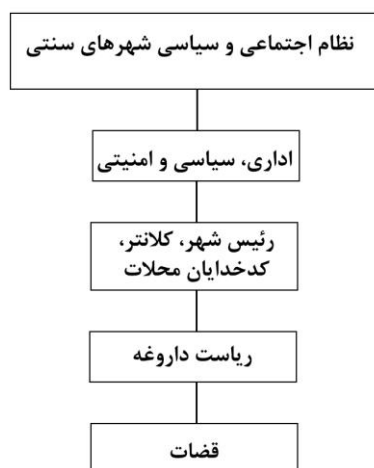 نظام اجتماعی و سیاسی شهرهای سنتی
اداری، سیاسی و امنیتی
رئیس شهر، کلانتر،
کدخدایان محلات
ریاست داروغه
قضات